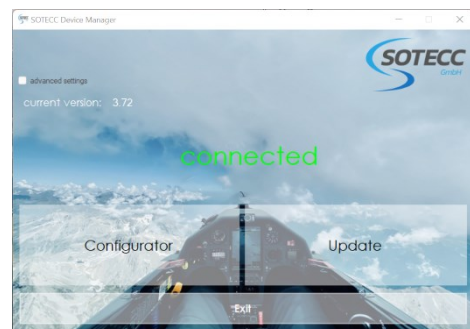 SOTECC Device Manager
SOTECC
GmbH
advanced settings
current version: 3.72
connected
Configurator
Update
Exit